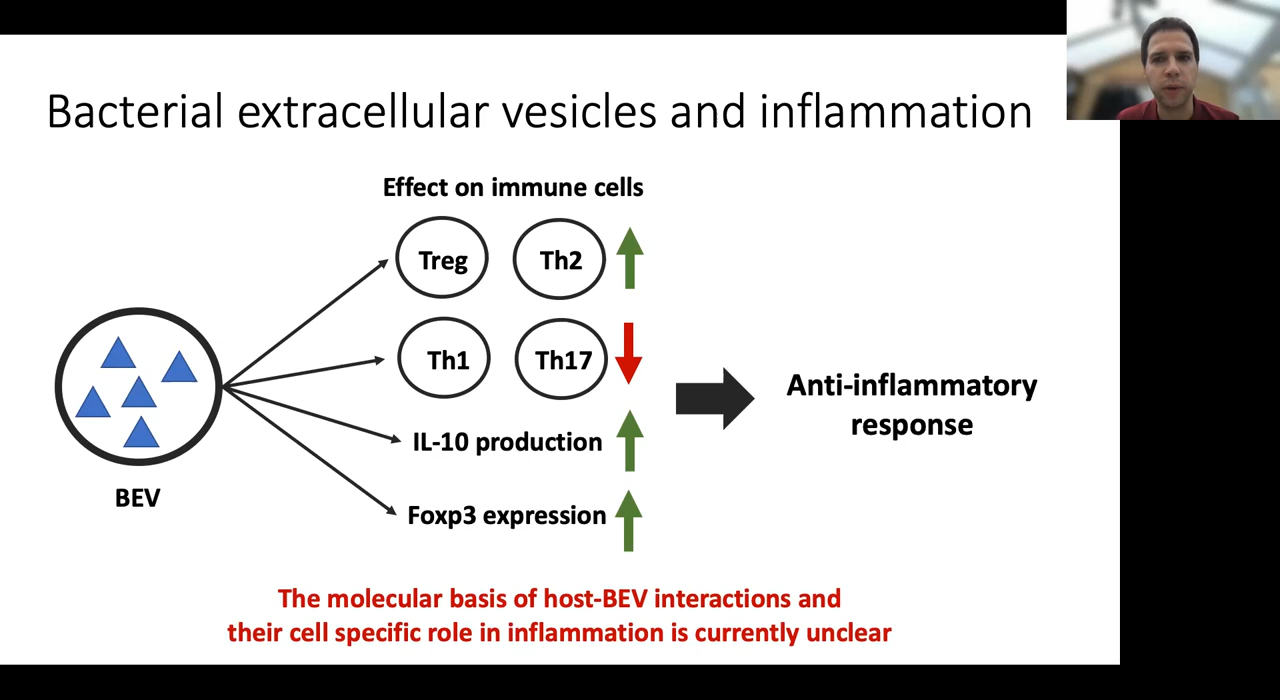 Bacterial extracellular vesicles and inflammation
Effect on immune cells
Treg
Th2
Th1
Th17
IL-10 production
Foxp3 expression
BEV
Anti-inflammatory
response
The molecular basis of host-BEV interactions and
their cell specific role in inflammation is currently unclear